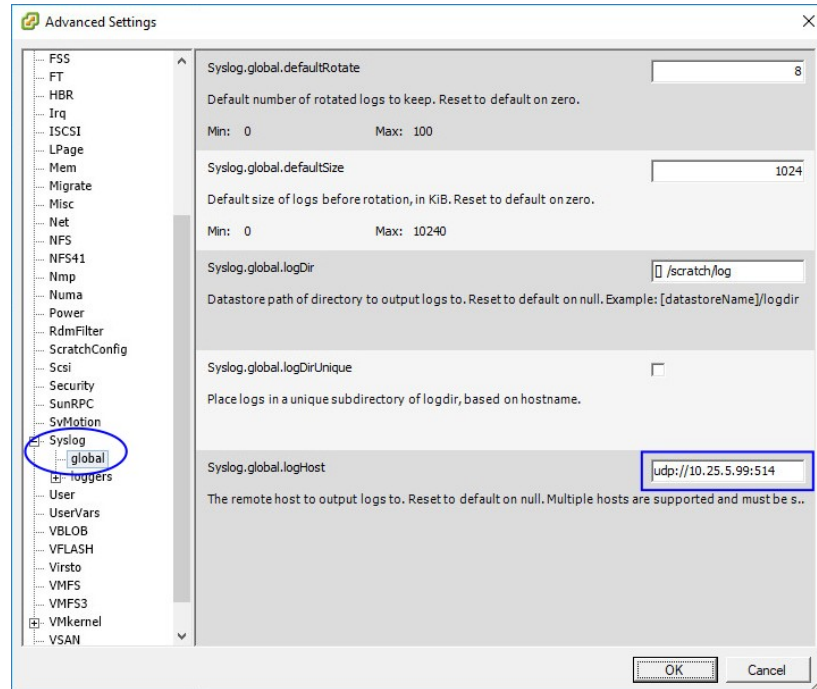 Advanced Settings
FSS
FT
HBR
Irq
ISCSI
LPage
Mem
Migrate
Misc
Net
NFS
NFS41
Nmp
Numa
Power
RdmFilter
ScratchConfig
Scsi
Security
SunRPC
SvMotion
Syslog
global
loggers
User
UserVars
VBLOB
VFLASH
Virsto
VMFS
VMFS3
VMkernel
VSAN
Syslog.global.defaultRotate 8
Default number of rotated logs to keep. Reset to default on zero.
Min: 0 Max: 100
Syslog.global.defaultSize 1024
Default size of logs before rotation, in KiB. Reset to default on zero.
Min: 0 Max: 10240
Syslog.global.logDir [] /scratch/log
Datastore path of directory to output logs to. Reset to default on null. Example: [datastoreName]/logdir
Syslog.global.logDirUnique
Place logs in a unique subdirectory of logdir, based on hostname.
Syslog.global.logHost udp://10.25.5.99:514
The remote host to output logs to. Reset to default on null. Multiple hosts are supported and must be s..
OK Cancel